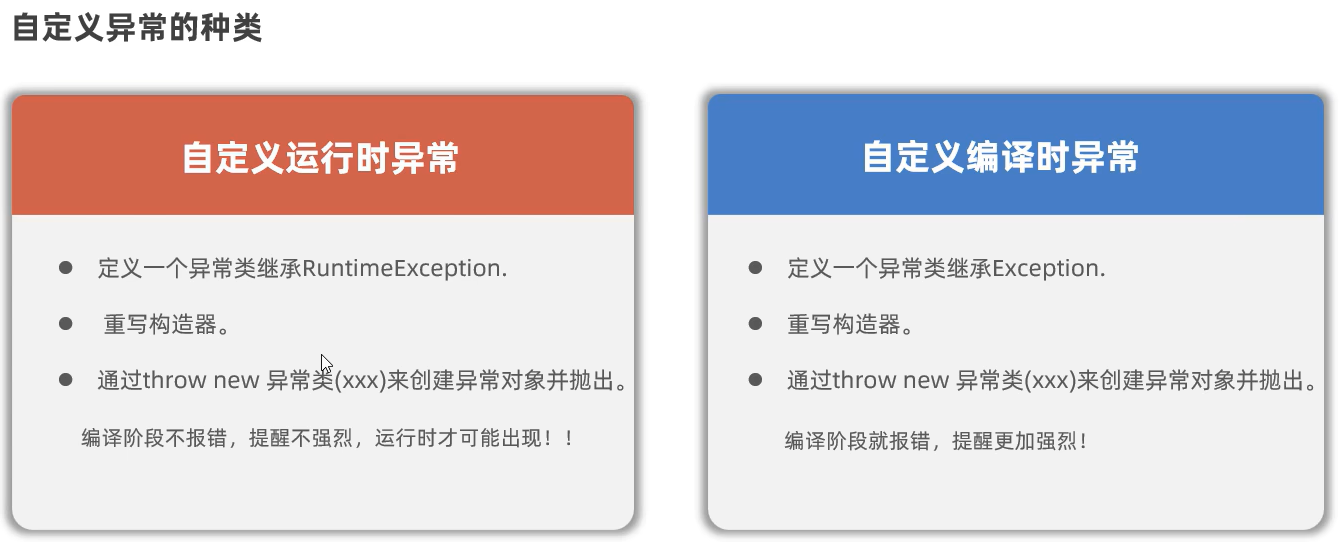 自定义异常的种类
自定义运行时异常
定义一个异常类继承RuntimeException.
重写构造器。
通过throw new 异常类(xxx)来创建异常对象并抛出。
编译阶段不报错，提醒不强烈，运行时才可能出现！！
自定义编译时异常
定义一个异常类继承Exception.
重写构造器。
通过throw new 异常类(xxx)来创建异常对象并抛出。
编译阶段就报错，提醒更加强烈！